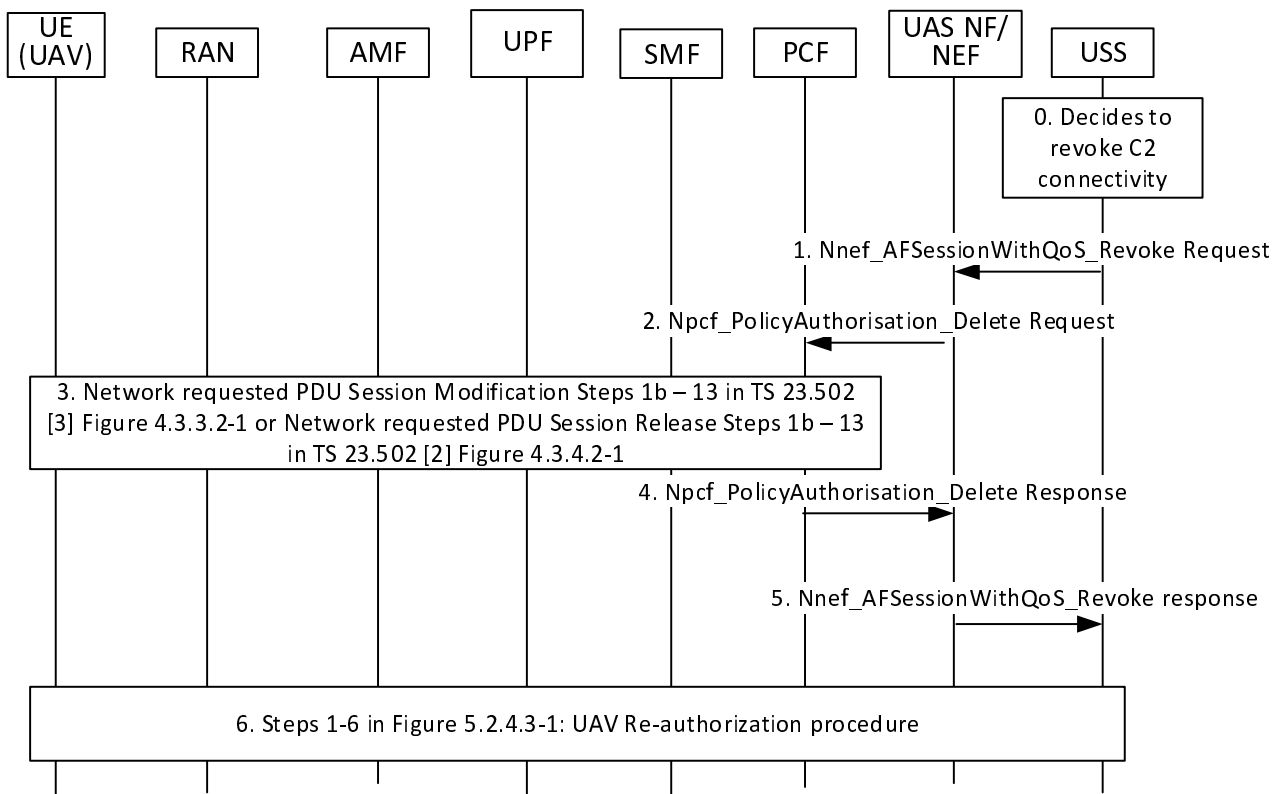 UE
(UAV)
RAN
AMF
UPF
SMF
PCF
UAS NF/
NEF
USS
0. Decides to
revoke C2
connectivity
1. Nnef_AFSessionWithQoS_Revoke Request
2. Npcf_PolicyAuthorisation_Delete Request
3. Network requested PDU Session Modification Steps 1b – 13 in TS 23.502
[3] Figure 4.3.3.2-1 or Network requested PDU Session Release Steps 1b – 13
in TS 23.502 [2] Figure 4.3.4.2-1
4. Npcf_PolicyAuthorisation_Delete Response
5. Nnef_AFSessionWithQoS_Revoke response
6. Steps 1-6 in Figure 5.2.4.3-1: UAV Re-authorization procedure